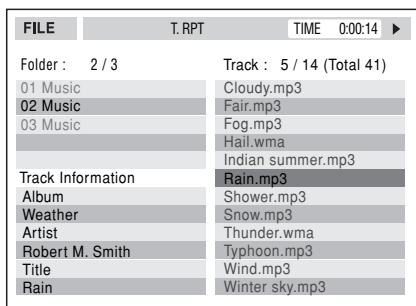 FILE T. RPT TIME 0:00:14
Folder : 2 / 3
01 Music
02 Music
03 Music
Track Information
Album
Weather
Artist
Robert M. Smith
Title
Rain
Track : 5 / 14 (Total 41)
Cloudy.mp3
Fair.mp3
Fog.mp3
Hail.wma
Indian summer.mp3
Rain.mp3
Shower.mp3
Snow.mp3
Thunder.wma
Typhoon.mp3
Wind.mp3
Winter sky.mp3